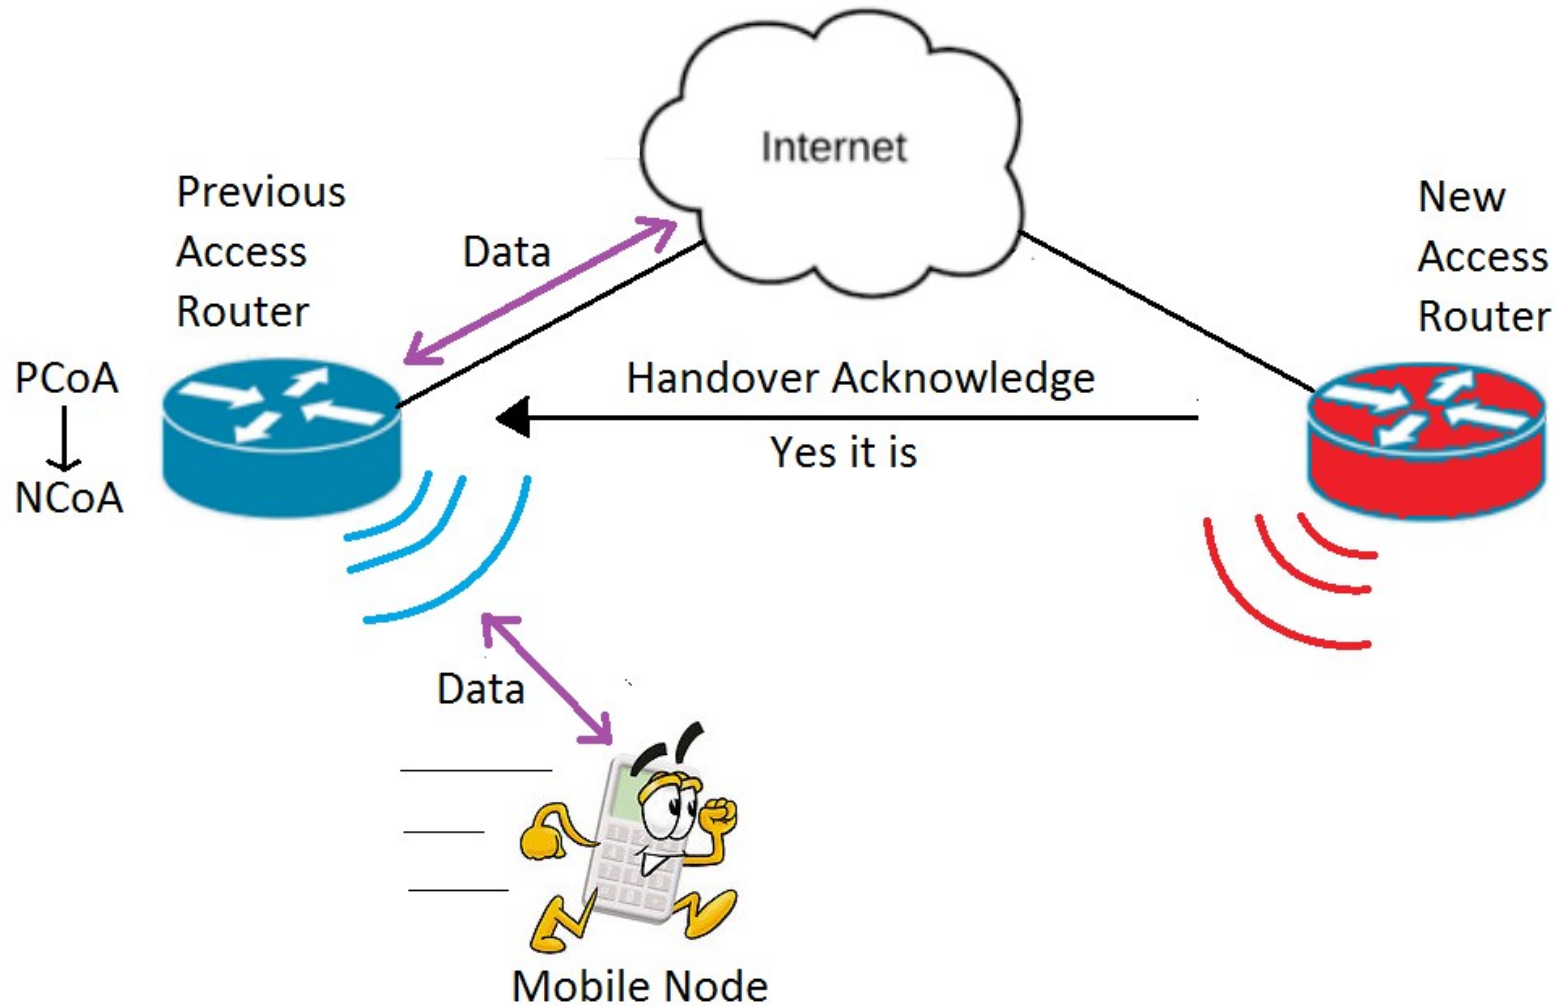 Internet
Previous
Access
Router
Data
New
Access
Router
PCoA
NCoA
Handover Acknowledge
Yes it is
Data
Mobile Node